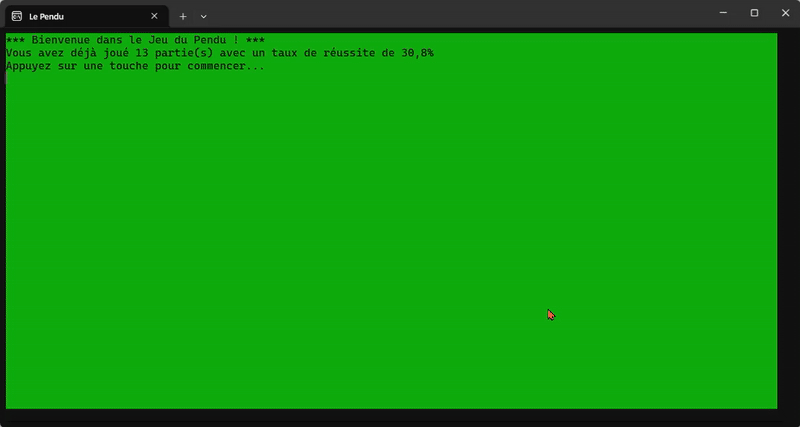 Le Pendu
*** Bienvenue dans le Jeu du Pendu ! ***
Vous avez déjà joué 13 partie(s) avec un taux de réussite de 30,8%
Appuyez sur une touche pour commencer...